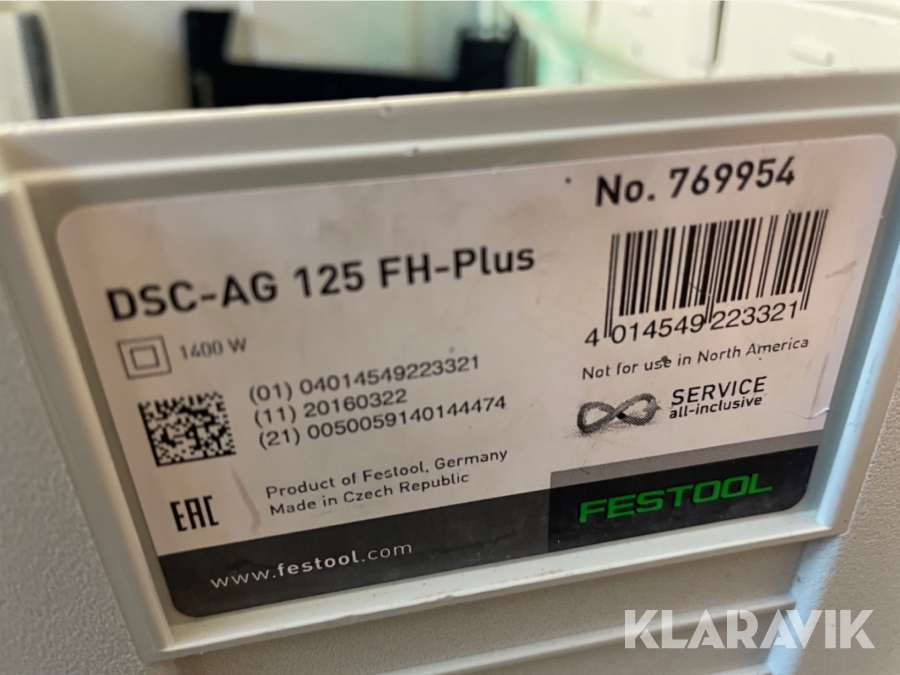 No. 769954
DSC-AG 125 FH-Plus
1400 W
4 014549 223321
Not for use in North America
(01) 04014549223321
(11) 20160322
(21) 0050059140144474
SERVICE
all-inclusive
EAC
Product of Festool, Germany
Made in Czech Republic
FESTOOL
www.festool.com
KLARAVIK